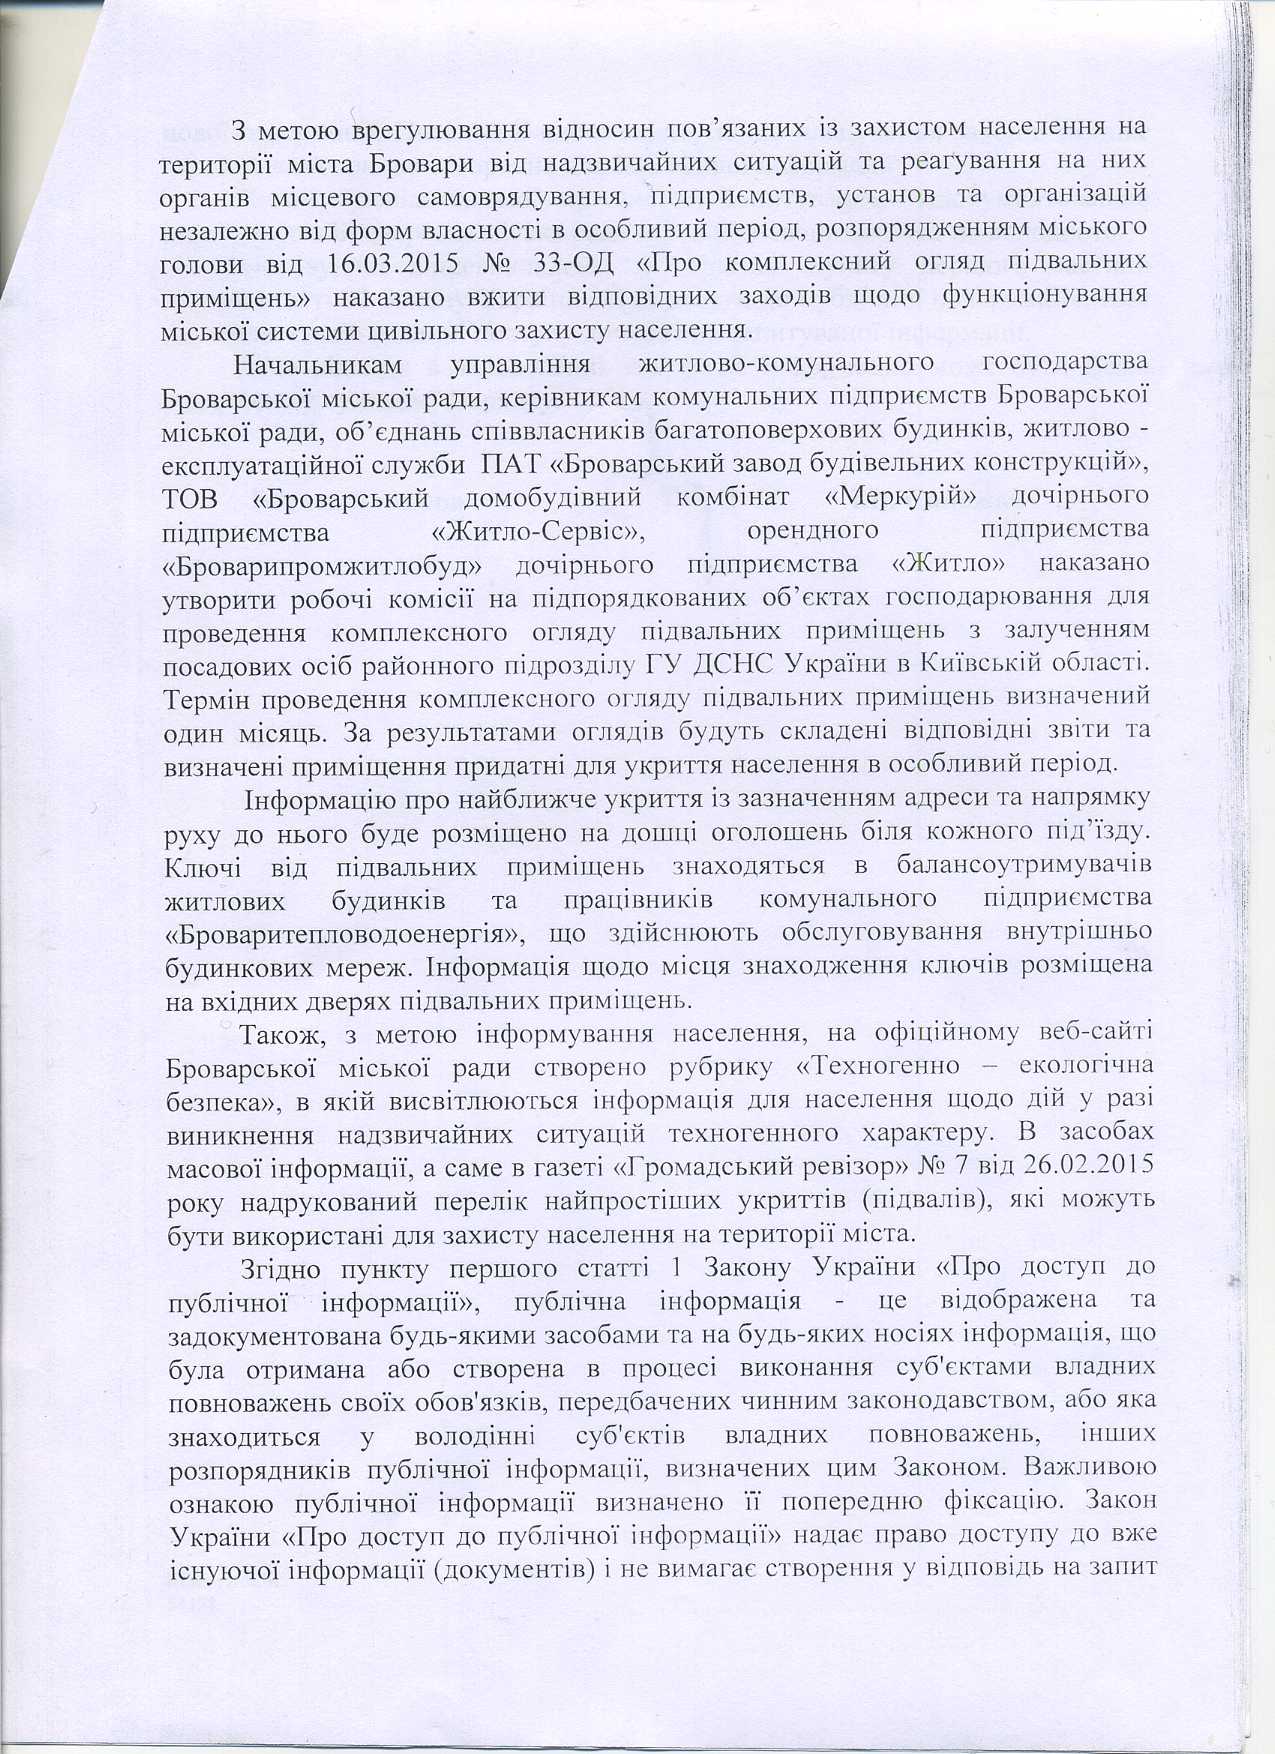 З метою врегулювання відносин пов’язаних із захистом населення на
території міста Бровари від надзвичайних ситуацій та реагування на них
органів місцевого самоврядування, підприємств, установ та організацій
незалежно від форм власності в особливий період, розпорядженням міського
голови від 16.03.2015 № 33-ОД «Про комплексний огляд підвальних
приміщень» наказано вжити відповідних заходів щодо функціонування
міської системи цивільного захисту населення.
Начальникам управління житлово-комунального господарства
Броварської міської ради, керівникам комунальних підприємств Броварської
міської ради, об’єднань співвласників багатоповерхових будинків, житлово -
експлуатаційної служби ПАТ «Броварський завод будівельних конструкцій»,
ТОВ «Броварський домобудівний комбінат «Меркурій» дочірнього
підприємства «Житло-Сервіс», орендного підприємства
«Броварипромжитлобуд» дочірнього підприємства «Житло» наказано
утворити робочі комісії на підпорядкованих об’єктах господарювання для
проведення комплексного огляду підвальних приміщень з залученням
посадових осіб районного підрозділу ГУ ДСНС України в Київській області.
Термін проведення комплексного огляду підвальних приміщень визначений
один місяць. За результатами оглядів будуть складені відповідні звіти та
визначені приміщення придатні для укриття населення в особливий період.
Інформацію про найближче укриття із зазначенням адреси та напрямку
руху до нього буде розміщено на дошці оголошень біля кожного під’їзду.
Ключі від підвальних приміщень знаходяться в балансоутримувачів
житлових будинків та працівників комунального підприємства
«Броваритепловодоенергія», що здійснюють обслуговування внутрішньо
будинкових мереж. Інформація щодо місця знаходження ключів розміщена
на вхідних дверях підвальних приміщень.
Також, з метою інформування населення, на офіційному веб-сайті
Броварської міської ради створено рубрику «Техногенно – екологічна
безпека», в якій висвітлюються інформація для населення щодо дій у разі
виникнення надзвичайних ситуацій техногенного характеру. В засобах
масової інформації, а саме в газеті «Громадський ревізор» № 7 від 26.02.2015
року надрукований перелік найпростіших укриттів (підвалів), які можуть
бути використані для захисту населення на території міста.
Згідно пункту першого статті 1 Закону України «Про доступ до
публічної інформації», публічна інформація - це відображена та
задокументована будь-якими засобами та на будь-яких носіях інформація, що
була отримана або створена в процесі виконання суб'єктами владних
повноважень своїх обов'язків, передбачених чинним законодавством, або яка
знаходиться у володінні суб'єктів владних повноважень, інших
розпорядників публічної інформації, визначених цим Законом. Важливою
ознакою публічної інформації визначено її попередню фіксацію. Закон
України «Про доступ до публічної інформації» надає право доступу до вже
існуючої інформації (документів) і не вимагає створення у відповідь на запит